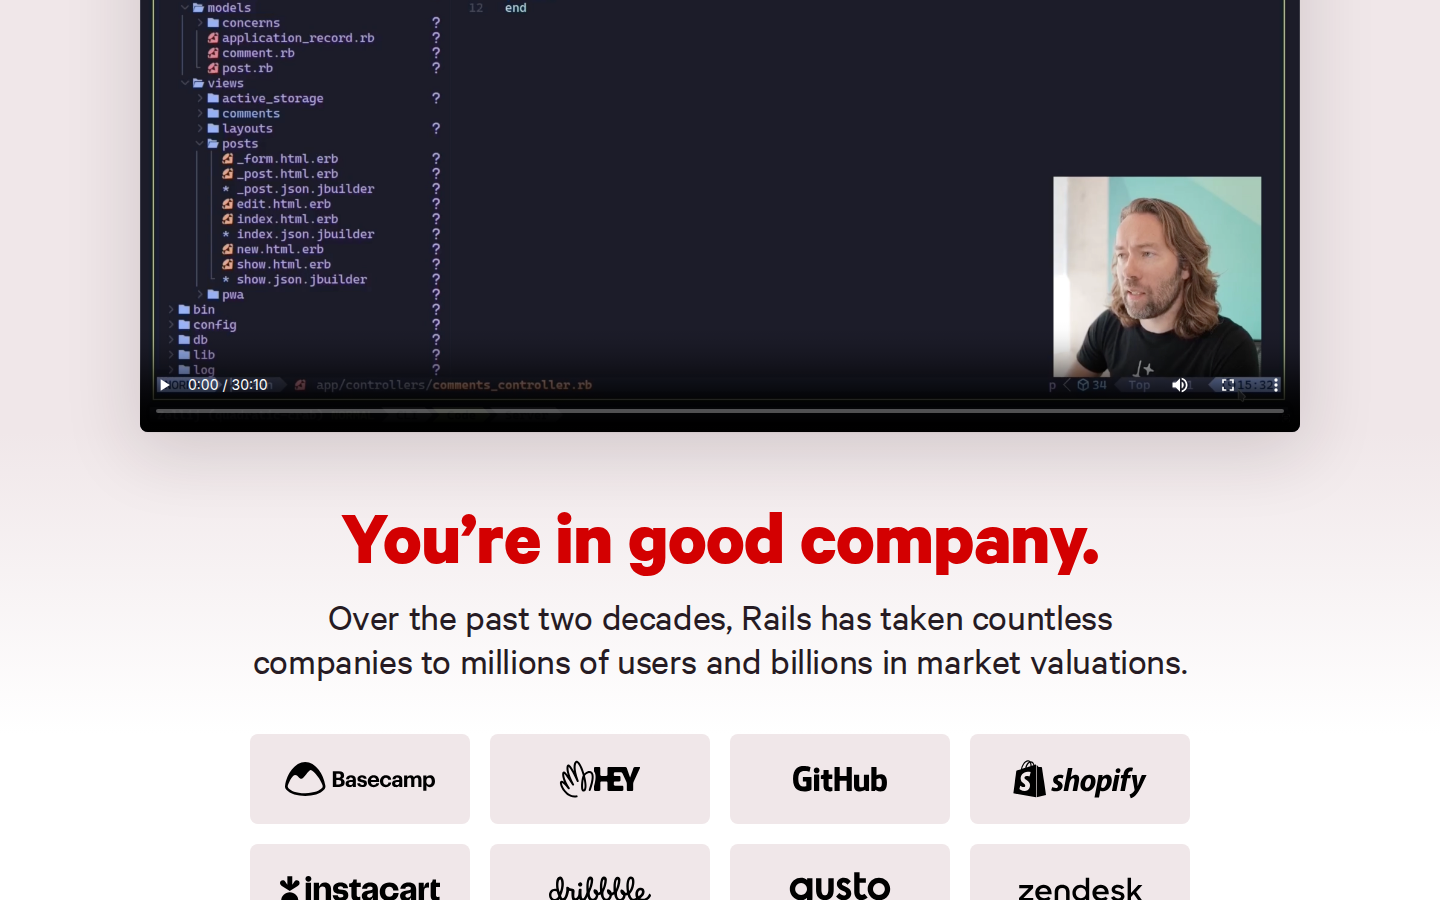 models
12 end
concerns ?
application_record.rb ?
comment.rb ?
post.rb ?
views
active_storage ?
comments
layouts ?
posts
_form.html.erb ?
_post.html.erb ?
* _post.json.jbuilder ?
edit.html.erb ?
index.html.erb ?
* index.json.jbuilder ?
new.html.erb ?
show.html.erb ?
* show.json.jbuilder ?
pwa ?
bin ?
config ?
db ?
lib ?
log ?
0:00 / 30:10 app/controllers/comments_controller.rb p 34 Top 15:32
You’re in good company.
Over the past two decades, Rails has taken countless
companies to millions of users and billions in market valuations.
Basecamp HEY GitHub shopify
instacart dribbble gusto zendesk